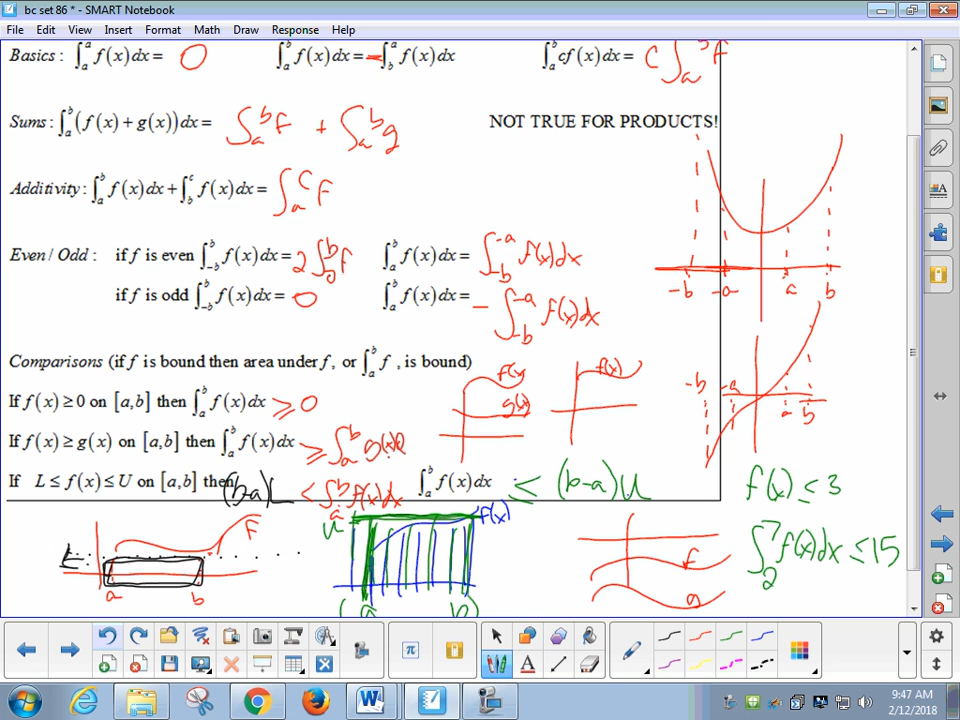 bc set 86 * - SMART Notebook
File Edit View Insert Format Math Draw Response Help
Basics : ∫_a^a f(x)dx = 0 ∫_a^b f(x)dx = -∫_b^a f(x)dx ∫_a^b cf(x)dx = c∫_a^b f
Sums : ∫_a^b (f(x) + g(x))dx = ∫_a^b f + ∫_a^b g NOT TRUE FOR PRODUCTS!
Additivity : ∫_a^b f(x)dx + ∫_b^c f(x)dx = ∫_a^c f
Even / Odd : if f is even ∫_{-b}^b f(x)dx = 2∫_0^b f ∫_a^b f(x)dx = ∫_{-b}^{-a} f(x)dx
-b -a a b
if f is odd ∫_{-b}^b f(x)dx = 0 ∫_a^b f(x)dx = -∫_{-b}^{-a} f(x)dx
Comparisons (if f is bound then area under f, or ∫_a^b f, is bound)
f(x) f(x)
-b -a a b
If f(x) ≥ 0 on [a,b] then ∫_a^b f(x)dx ≥ 0
g(x)
If f(x) ≥ g(x) on [a,b] then ∫_a^b f(x)dx ≥ ∫_a^b g(x)
If L ≤ f(x) ≤ U on [a,b] then (b-a)L ≤ ∫_a^b f(x)dx ∫_a^b f(x)dx ≤ (b-a)U
f(x) ≤ 3
L f a b
U f(x) a b
f g
∫_2^7 f(x)dx ≤ 15
9:47 AM
2/12/2018